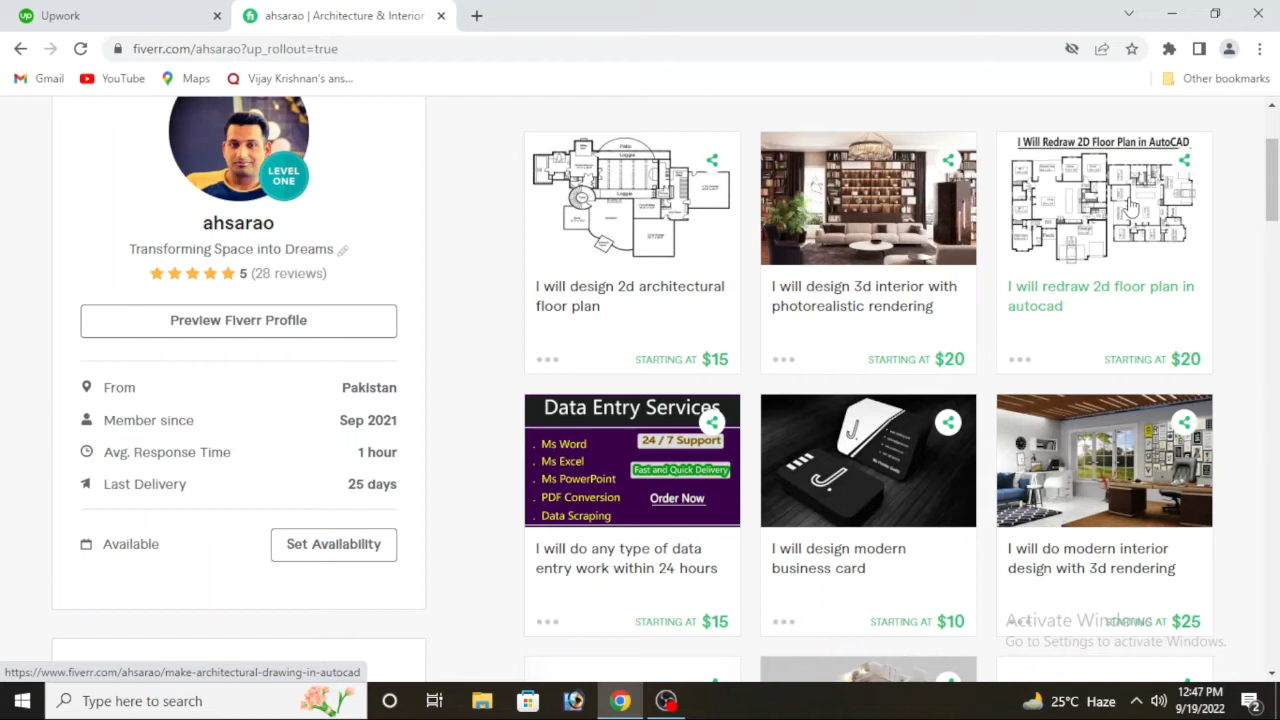 Upwork
ahsarao | Architecture & Interior
fiverr.com/ahsarao?up_rollout=true
Gmail
YouTube
Maps
Vijay Krishnan's ans...
Other bookmarks
LEVEL
ONE
ahsarao
Transforming Space into Dreams
5 (28 reviews)
Preview Fiverr Profile
From Pakistan
Member since Sep 2021
Avg. Response Time 1 hour
Last Delivery 25 days
Available
Set Availability
I will design 2d architectural
floor plan
STARTING AT $15
I will design 3d interior with
photorealistic rendering
STARTING AT $20
I Will Redraw 2D Floor Plan in AutoCAD
I will redraw 2d floor plan in
autocad
STARTING AT $20
Data Entry Services
. Ms Word
. Ms Excel
. Ms PowerPoint
. PDF Conversion
. Data Scraping
24 / 7 Support
Fast and Quick Delivery
Order Now
I will do any type of data
entry work within 24 hours
STARTING AT $15
I will design modern
business card
STARTING AT $10
I will do modern interior
design with 3d rendering
STARTING AT $25
Activate Windows
Go to Settings to activate Windows.
https://www.fiverr.com/ahsarao/make-architectural-drawing-in-autocad
Type here to search
25°C Haze
12:47 PM
9/19/2022
2